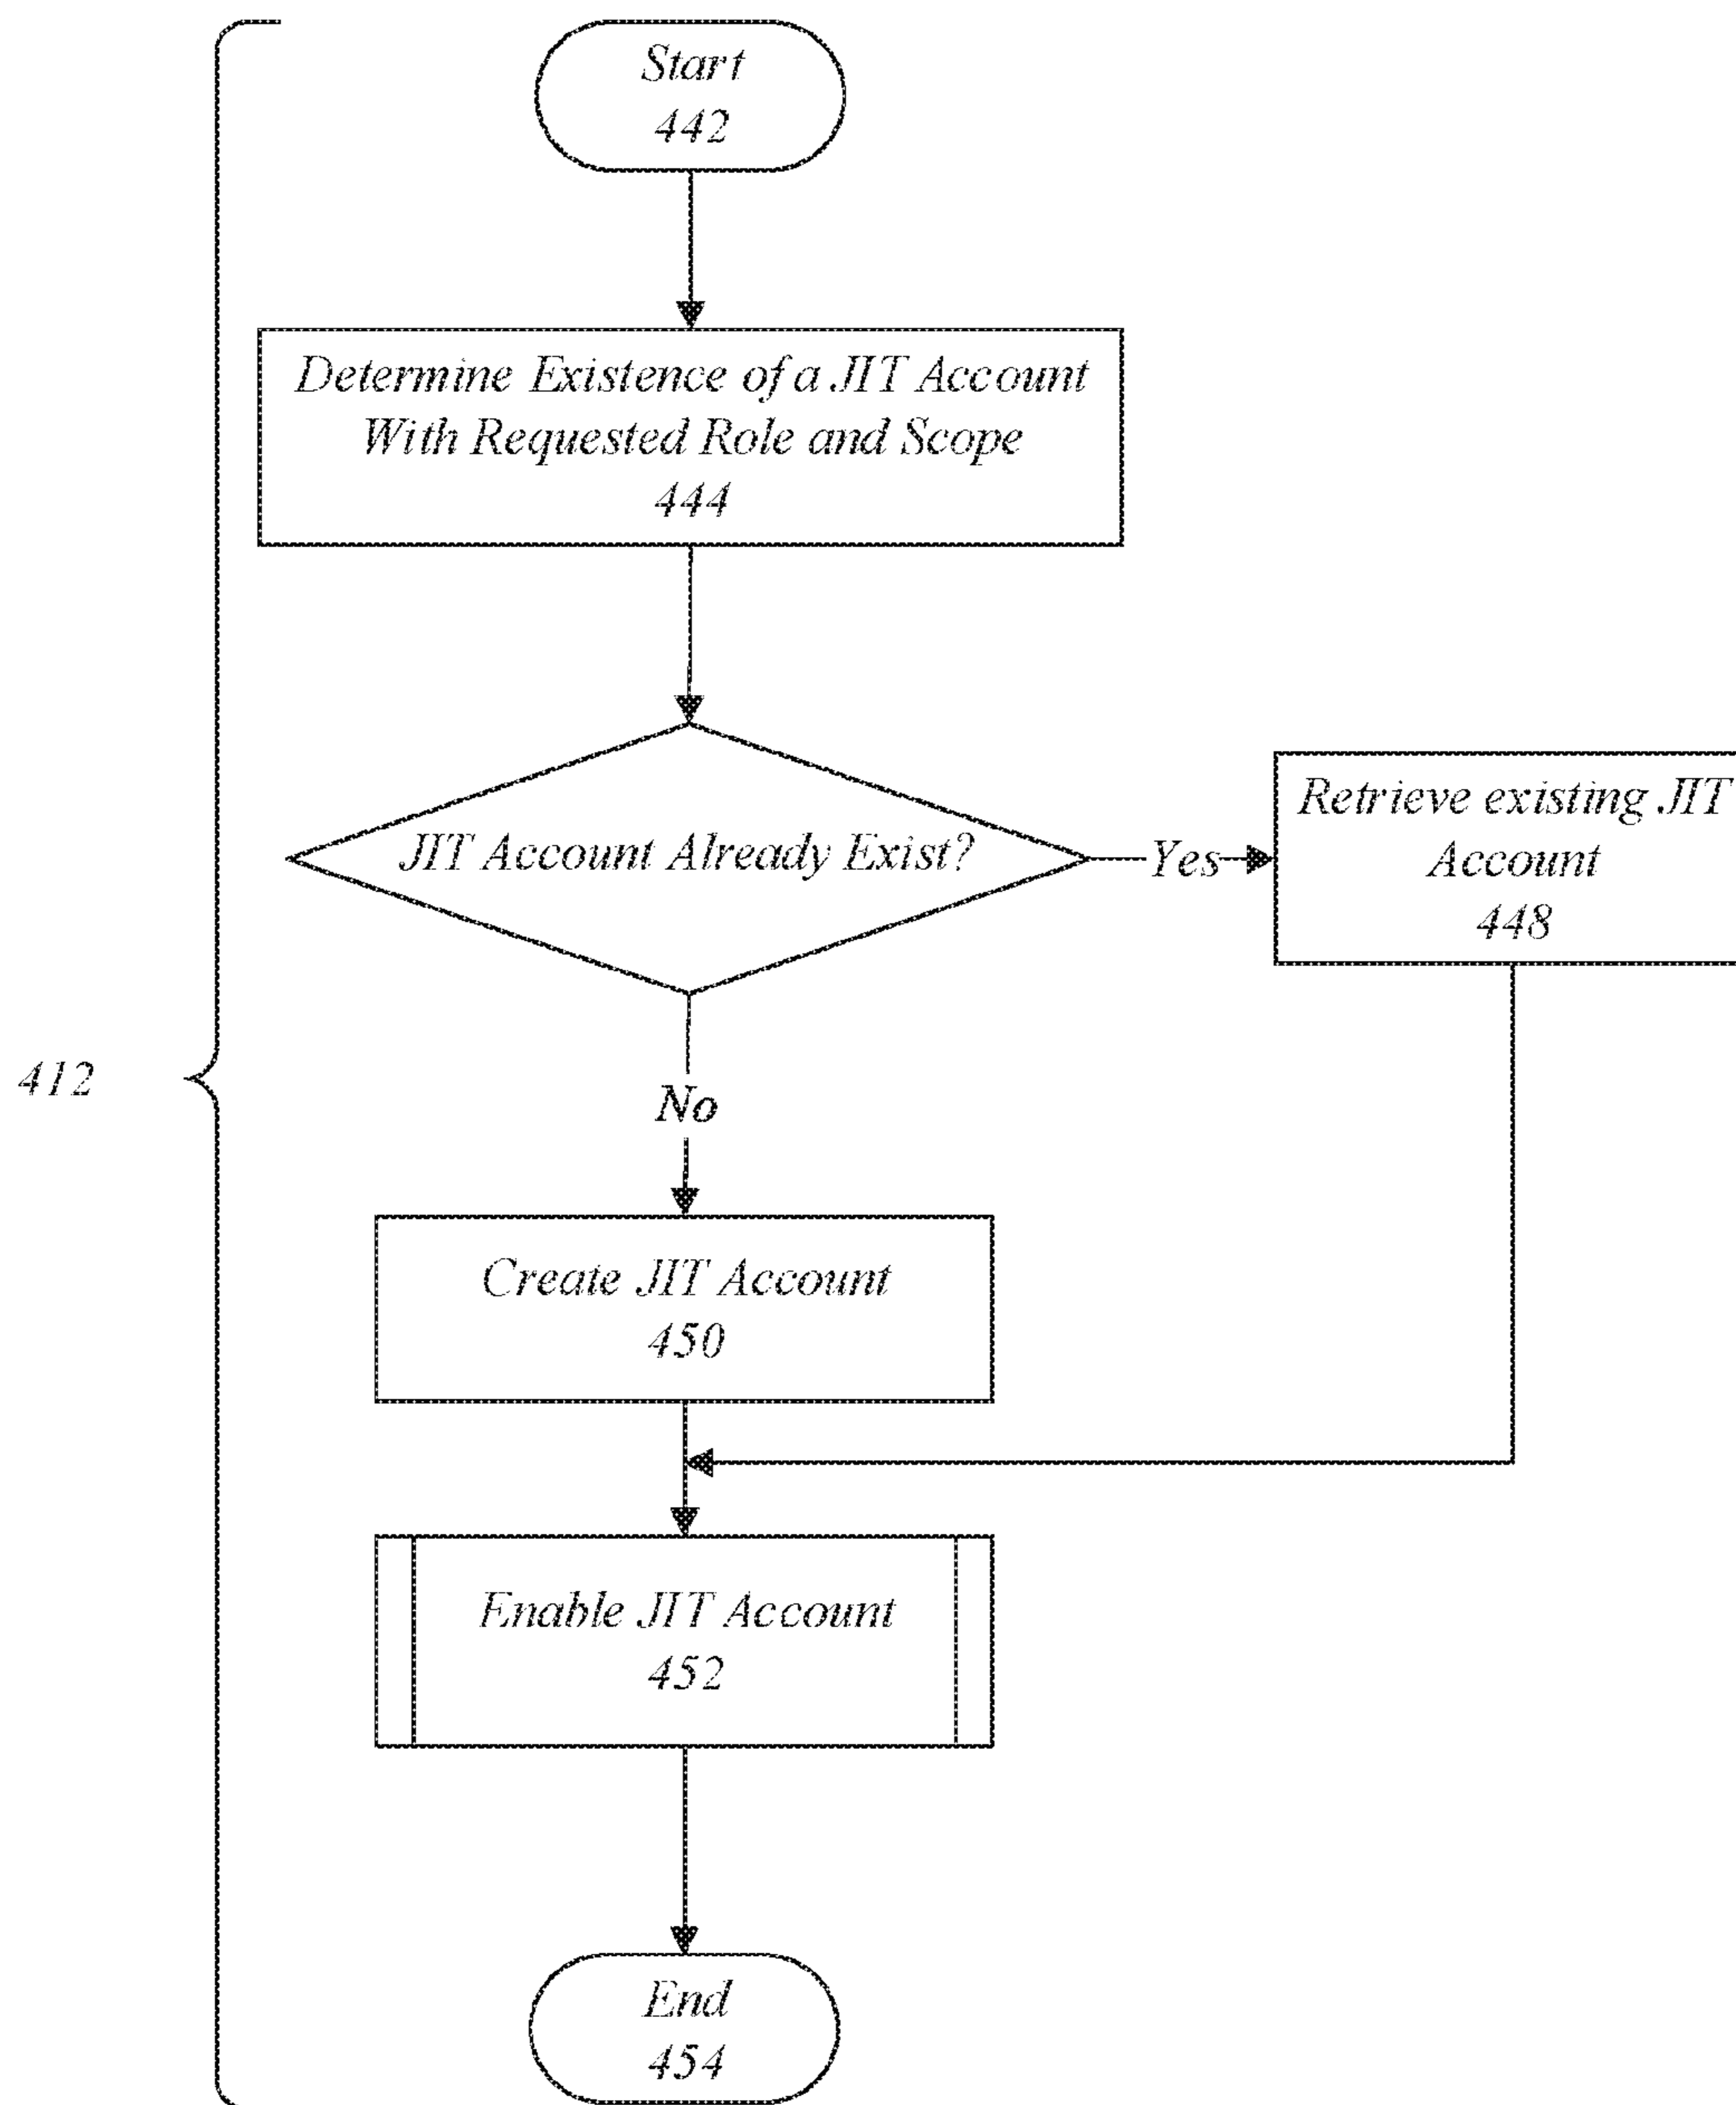 Start
442
Determine Existence of a JIT Account
With Requested Role and Scope
444
JIT Account Already Exist?
Yes
Retrieve existing JIT
Account
448
412
No
Create JIT Account
450
Enable JIT Account
452
End
454